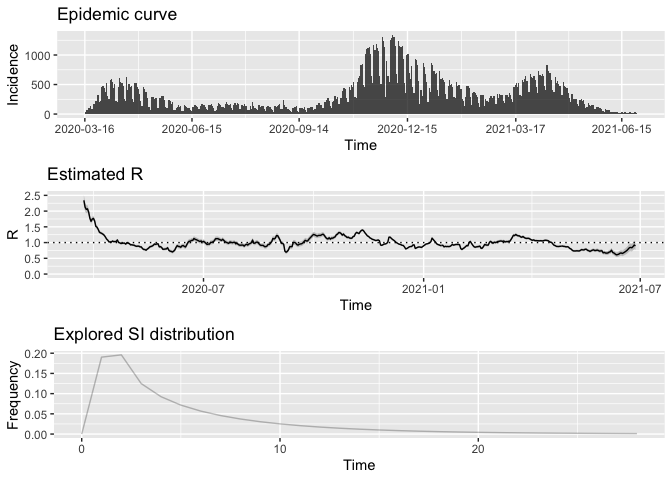 Epidemic curve
Incidence
1000
500
0
2020-03-16 2020-06-15 2020-09-14 2020-12-15 2021-03-17 2021-06-15
Time
Estimated R
R
2.5
2.0
1.5
1.0
0.5
0.0
2020-07 2021-01 2021-07
Time
Explored SI distribution
Frequency
0.20
0.15
0.10
0.05
0.00
0 10 20
Time